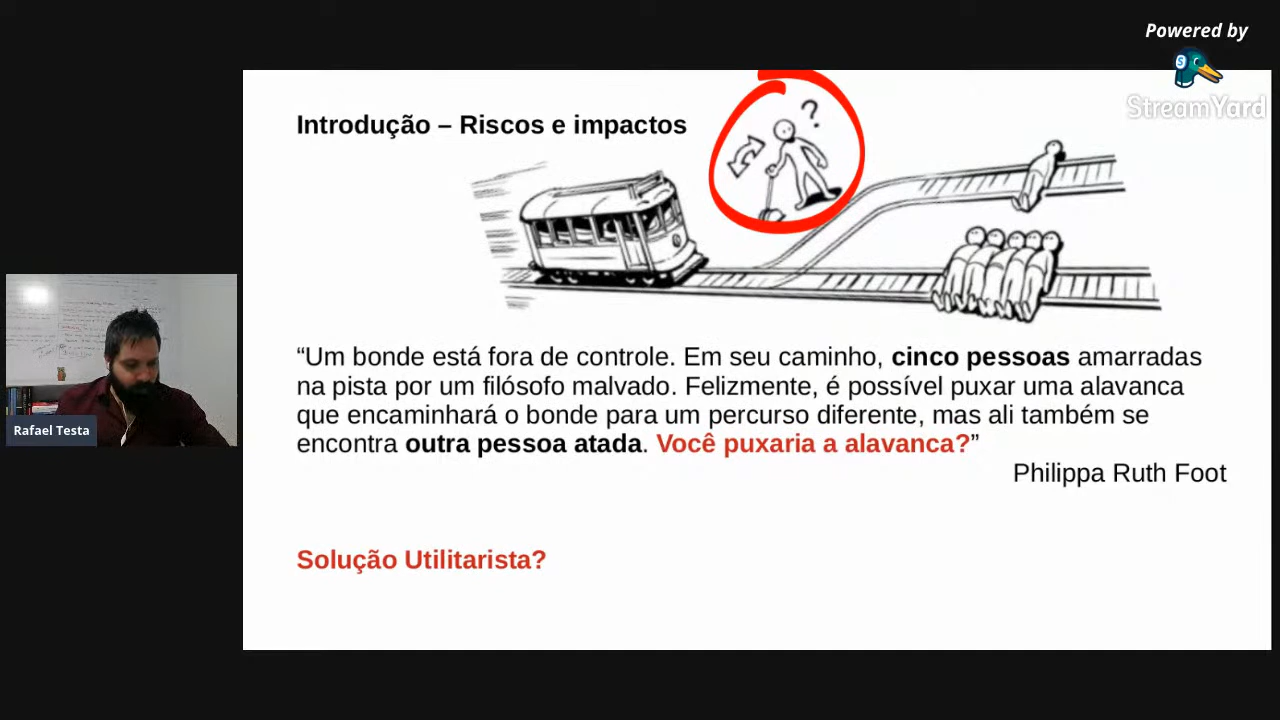 Powered by
StreamYard
Introdução – Riscos e impactos
?
“Um bonde está fora de controle. Em seu caminho, cinco pessoas amarradas
na pista por um filósofo malvado. Felizmente, é possível puxar uma alavanca
que encaminhará o bonde para um percurso diferente, mas ali também se
encontra outra pessoa atada. Você puxaria a alavanca?”
Philippa Ruth Foot
Rafael Testa
Solução Utilitarista?